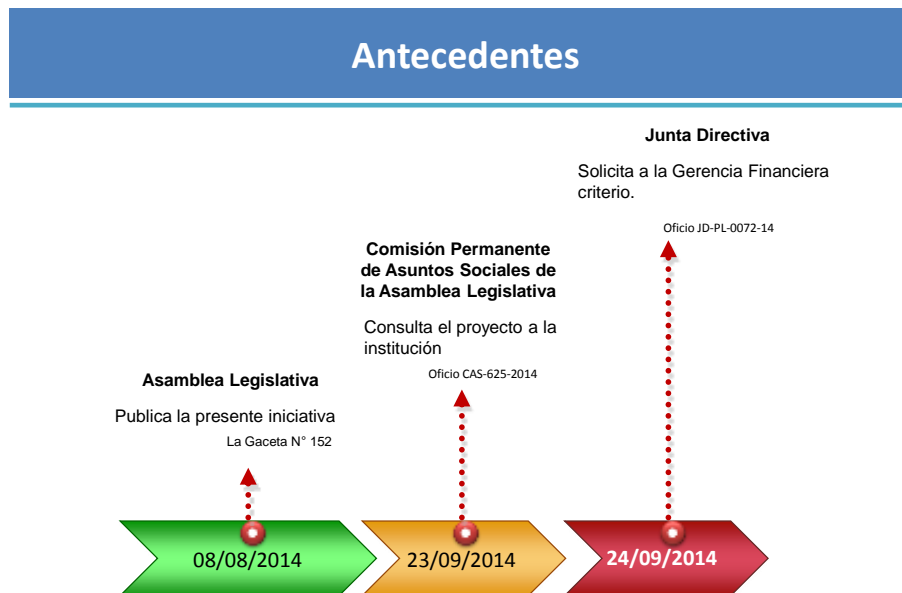 Antecedentes
Junta Directiva
Solicita a la Gerencia Financiera
criterio.
Oficio JD-PL-0072-14
Comisión Permanente
de Asuntos Sociales de
la Asamblea Legislativa
Consulta el proyecto a la
institución
Oficio CAS-625-2014
Asamblea Legislativa
Publica la presente iniciativa
La Gaceta N° 152
08/08/2014
23/09/2014
24/09/2014